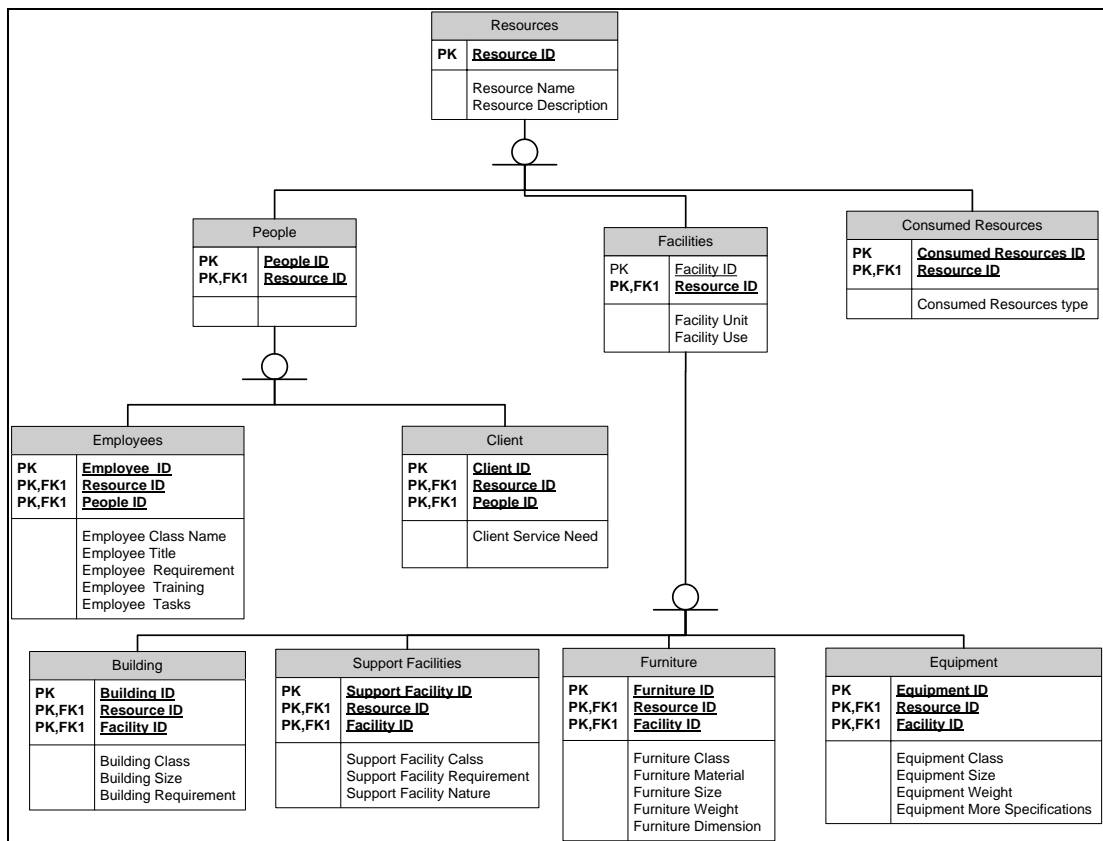 Resources
PK Resource ID
Resource Name
Resource Description
People
PK People ID
PK,FK1 Resource ID
Facilities
PK Facility ID
PK,FK1 Resource ID
Facility Unit
Facility Use
Consumed Resources
PK Consumed Resources ID
PK,FK1 Resource ID
Consumed Resources type
Employees
PK Employee ID
PK,FK1 Resource ID
PK,FK1 People ID
Employee Class Name
Employee Title
Employee Requirement
Employee Training
Employee Tasks
Client
PK Client ID
PK,FK1 Resource ID
PK,FK1 People ID
Client Service Need
Building
PK Building ID
PK,FK1 Resource ID
PK,FK1 Facility ID
Building Class
Building Size
Building Requirement
Support Facilities
PK Support Facility ID
PK,FK1 Resource ID
PK,FK1 Facility ID
Support Facility Calss
Support Facility Requirement
Support Facility Nature
Furniture
PK Furniture ID
PK,FK1 Resource ID
PK,FK1 Facility ID
Furniture Class
Furniture Material
Furniture Size
Furniture Weight
Furniture Dimension
Equipment
PK Equipment ID
PK,FK1 Resource ID
PK,FK1 Facility ID
Equipment Class
Equipment Size
Equipment Weight
Equipment More Specifications